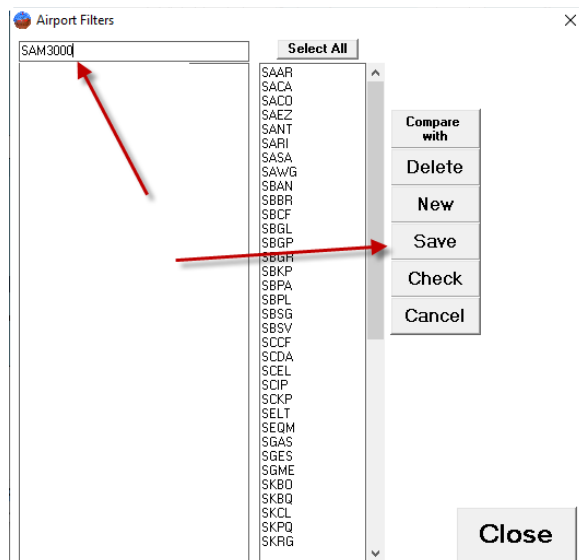 Airport Filters
SAM3000
Select All
SAAR
SACA
SACO
SAEZ
SANT
SARI
SASA
SAWG
SBAN
SBBR
SBCF
SBGL
SBGP
SBGR
SBKP
SBPA
SBPL
SBSG
SBSV
SCCF
SCDA
SCEL
SCIP
SCKP
SELT
SEQM
SGAS
SGES
SGME
SKBO
SKBQ
SKCL
SKPQ
SKRG
Compare
with
Delete
New
Save
Check
Cancel
Close